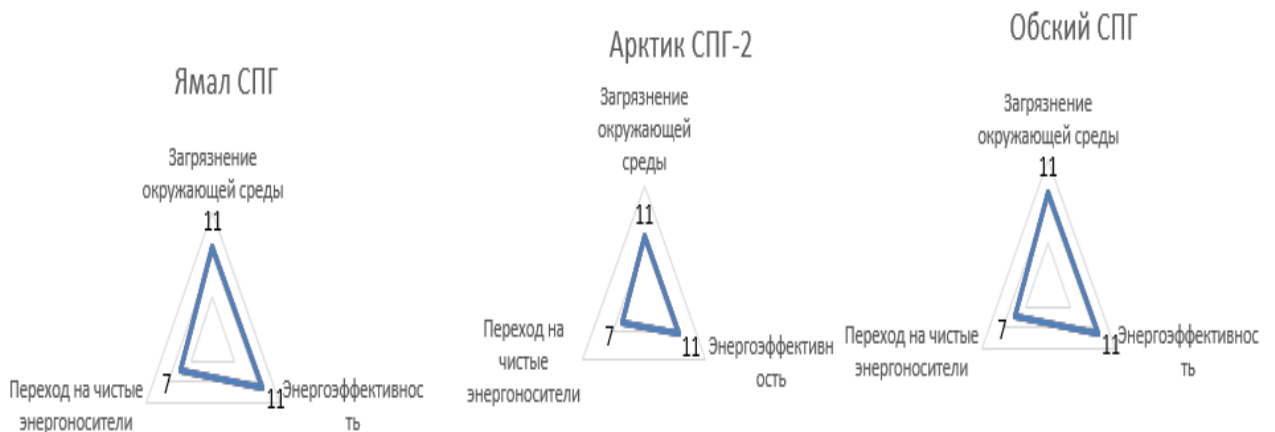 Ямал СПГ
Загрязнение
окружающей среды
11
7
11
Переход на чистые
энергоносители
Энергоэффективнос
ть
Арктик СПГ-2
Загрязнение
окружающей
среды
11
7
11
Переход на
чистые
энергоносители
Энергоэффективн
ость
Обский СПГ
Загрязнение
окружающей среды
11
7
11
Переход на чистые
энергоносители
Энергоэффективнос
ть